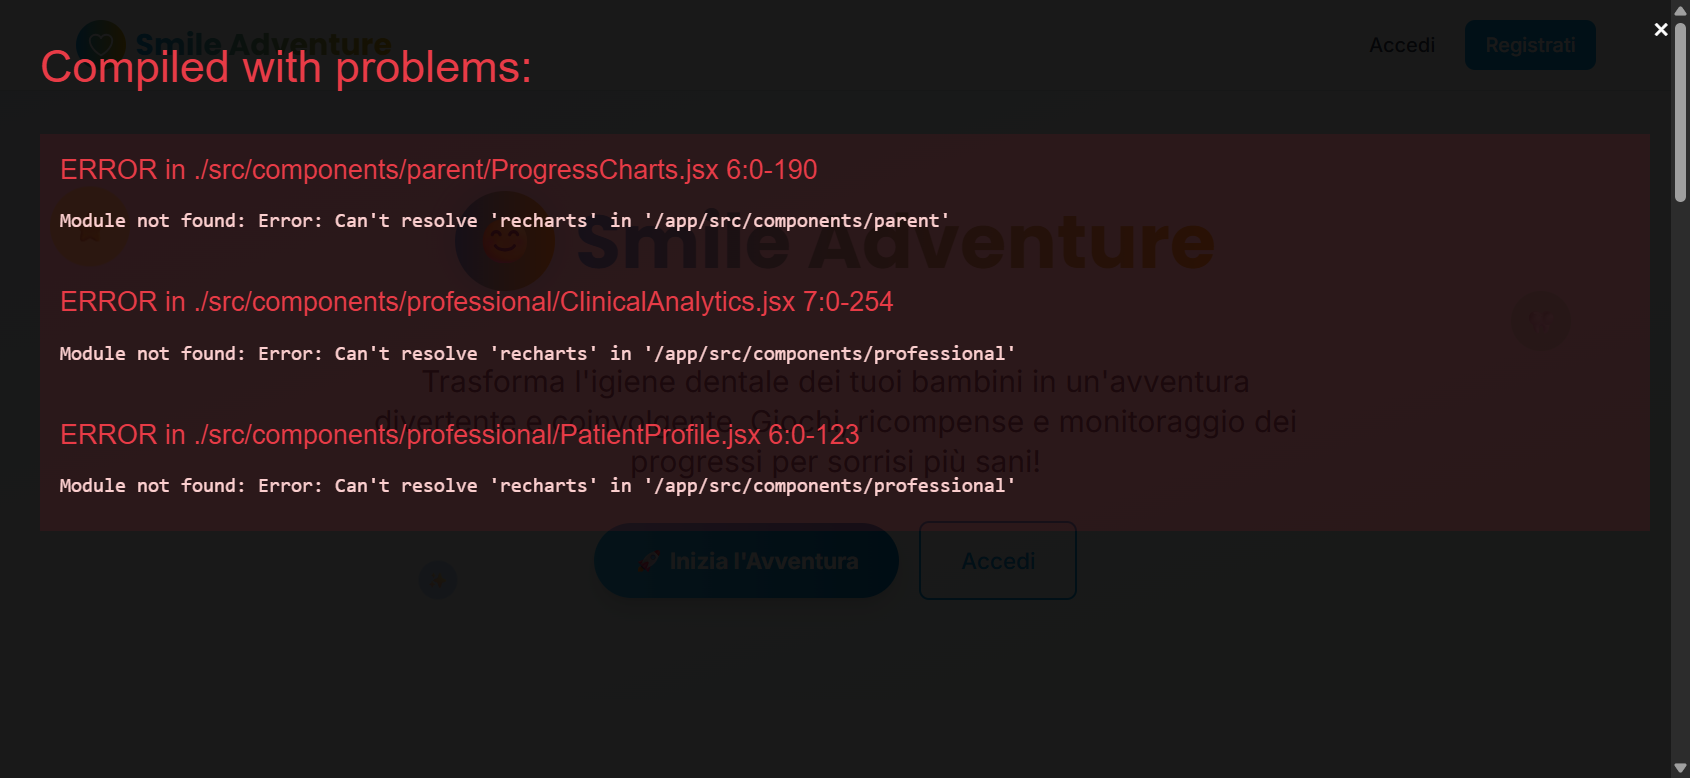 Smile Adventure
Accedi
Registrati
×
Compiled with problems:
ERROR in ./src/components/parent/ProgressCharts.jsx 6:0-190
Module not found: Error: Can't resolve 'recharts' in '/app/src/components/parent'
Smile Adventure
ERROR in ./src/components/professional/ClinicalAnalytics.jsx 7:0-254
Module not found: Error: Can't resolve 'recharts' in '/app/src/components/professional'
Trasforma l'igiene dentale dei tuoi bambini in un'avventura
divertente e coinvolgente. Giochi, ricompense e monitoraggio dei
progressi per sorrisi più sani!
ERROR in ./src/components/professional/PatientProfile.jsx 6:0-123
Module not found: Error: Can't resolve 'recharts' in '/app/src/components/professional'
Inizia l'Avventura
Accedi